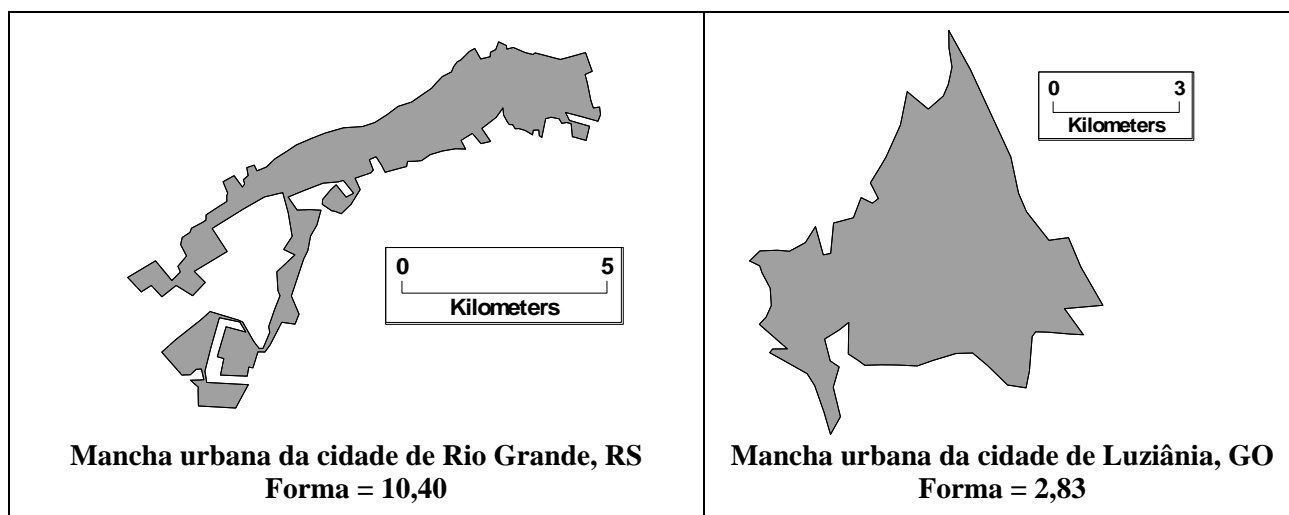 0 5
Kilometers
Mancha urbana da cidade de Rio Grande, RS
Forma = 10,40
0 3
Kilometers
Mancha urbana da cidade de Luziânia, GO
Forma = 2,83